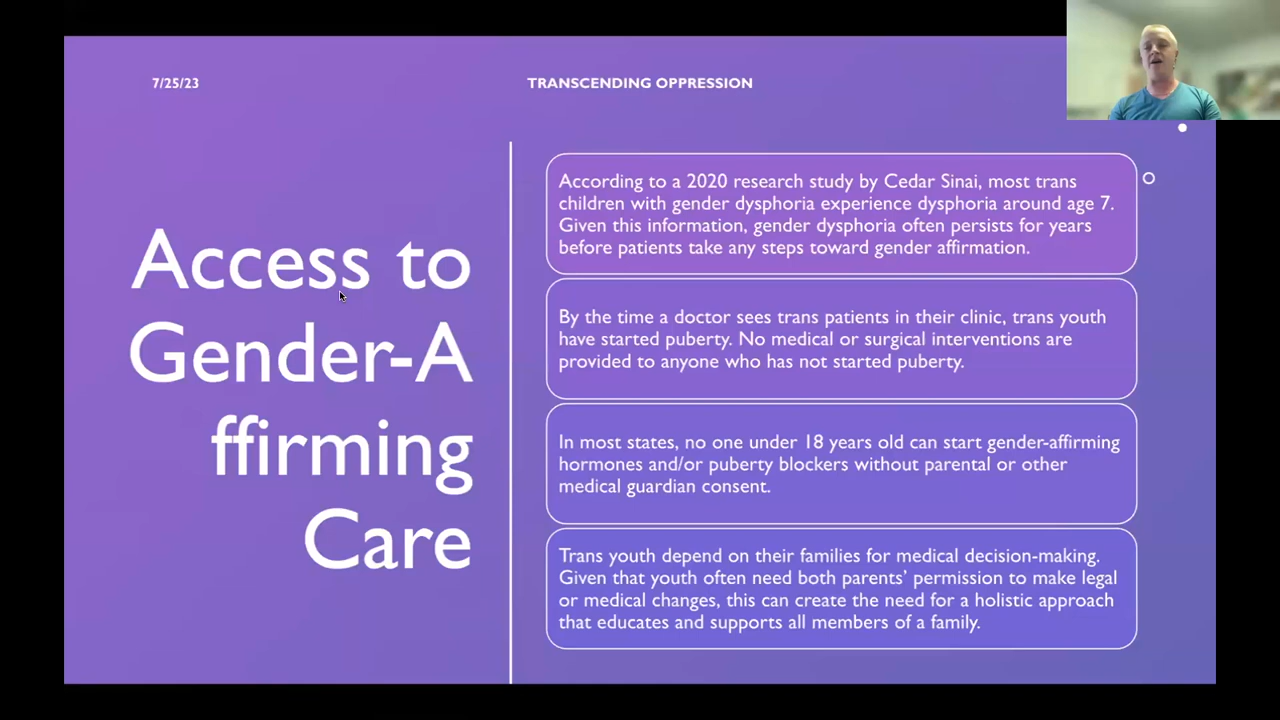 7/25/23
TRANSCENDING OPPRESSION
Access to
Gender-A
ffirming
Care
According to a 2020 research study by Cedar Sinai, most trans
children with gender dysphoria experience dysphoria around age 7.
Given this information, gender dysphoria often persists for years
before patients take any steps toward gender affirmation.
By the time a doctor sees trans patients in their clinic, trans youth
have started puberty. No medical or surgical interventions are
provided to anyone who has not started puberty.
In most states, no one under 18 years old can start gender-affirming
hormones and/or puberty blockers without parental or other
medical guardian consent.
Trans youth depend on their families for medical decision-making.
Given that youth often need both parents’ permission to make legal
or medical changes, this can create the need for a holistic approach
that educates and supports all members of a family.